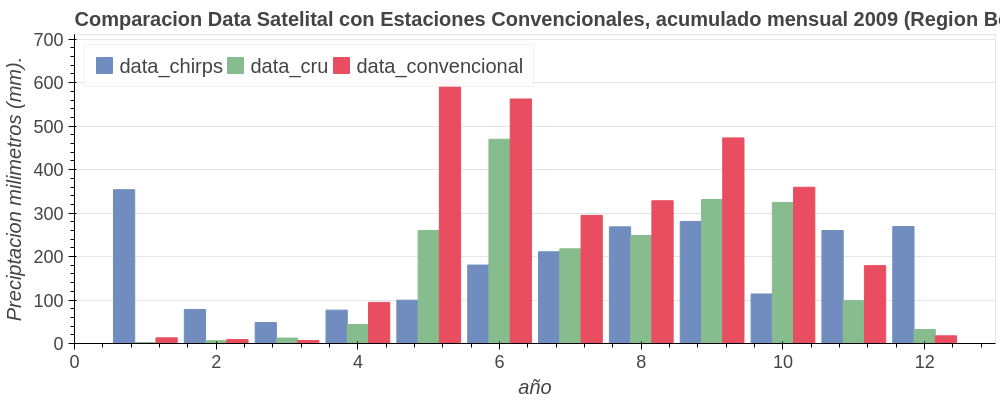 Comparacion Data Satelital con Estaciones Convencionales, acumulado mensual 2009 (Region
700
600
500
400
300
200
100
0
Preciptacion milimetros (mm).
data_chirps data_cru data_convencional
0 2 4 6 8 10 12
año